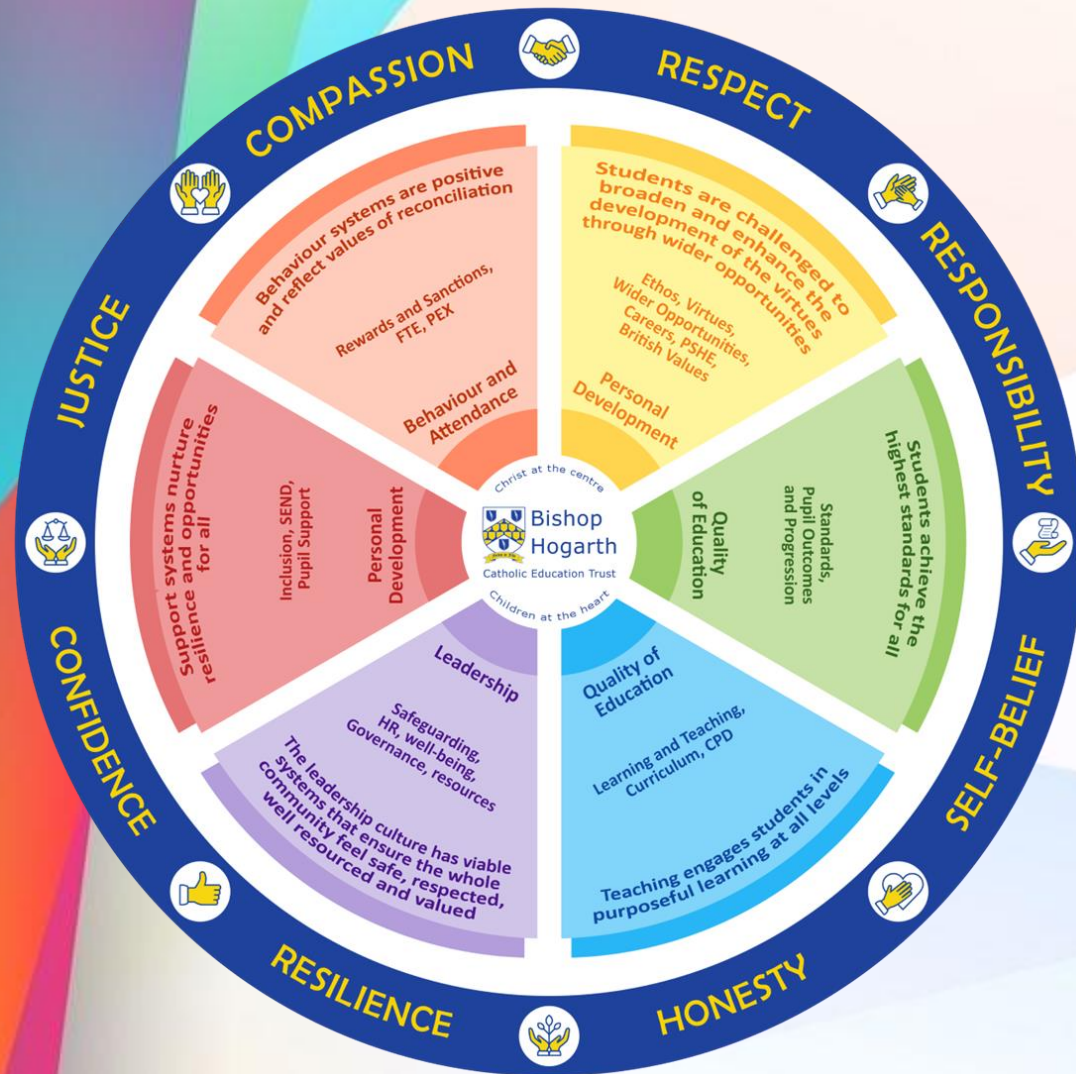 COMPASSION
RESPECT
RESPONSIBILITY
SELF-BELIEF
HONESTY
RESILIENCE
CONFIDENCE
JUSTICE
Behaviour systems are positive
and reflect values of reconciliation
Rewards and Sanctions,
FTE, PEX
Behaviour and
Attendance
Students are challenged to
broaden and enhance the
development of the virtues
through wider opportunities
Ethos, Virtues,
Wider Opportunities,
Careers, PSHE,
British Values
Personal
Development
Students achieve the
highest standards for all
Standards,
Pupil Outcomes
and Progression
Quality
of Education
Quality of
Education
Learning and Teaching,
Curriculum, CPD
Teaching engages students in
purposeful learning at all levels
Leadership
Safeguarding,
HR, well-being,
Governance, resources
The leadership culture has viable
systems that ensure the whole
community feel safe, respected,
well resourced and valued
Support systems nurture
resilience and opportunities
for all
Inclusion, SEND,
Pupil Support
Personal
Development
Christ at the centre
Bishop
Hogarth
Catholic Education Trust
Children at the heart